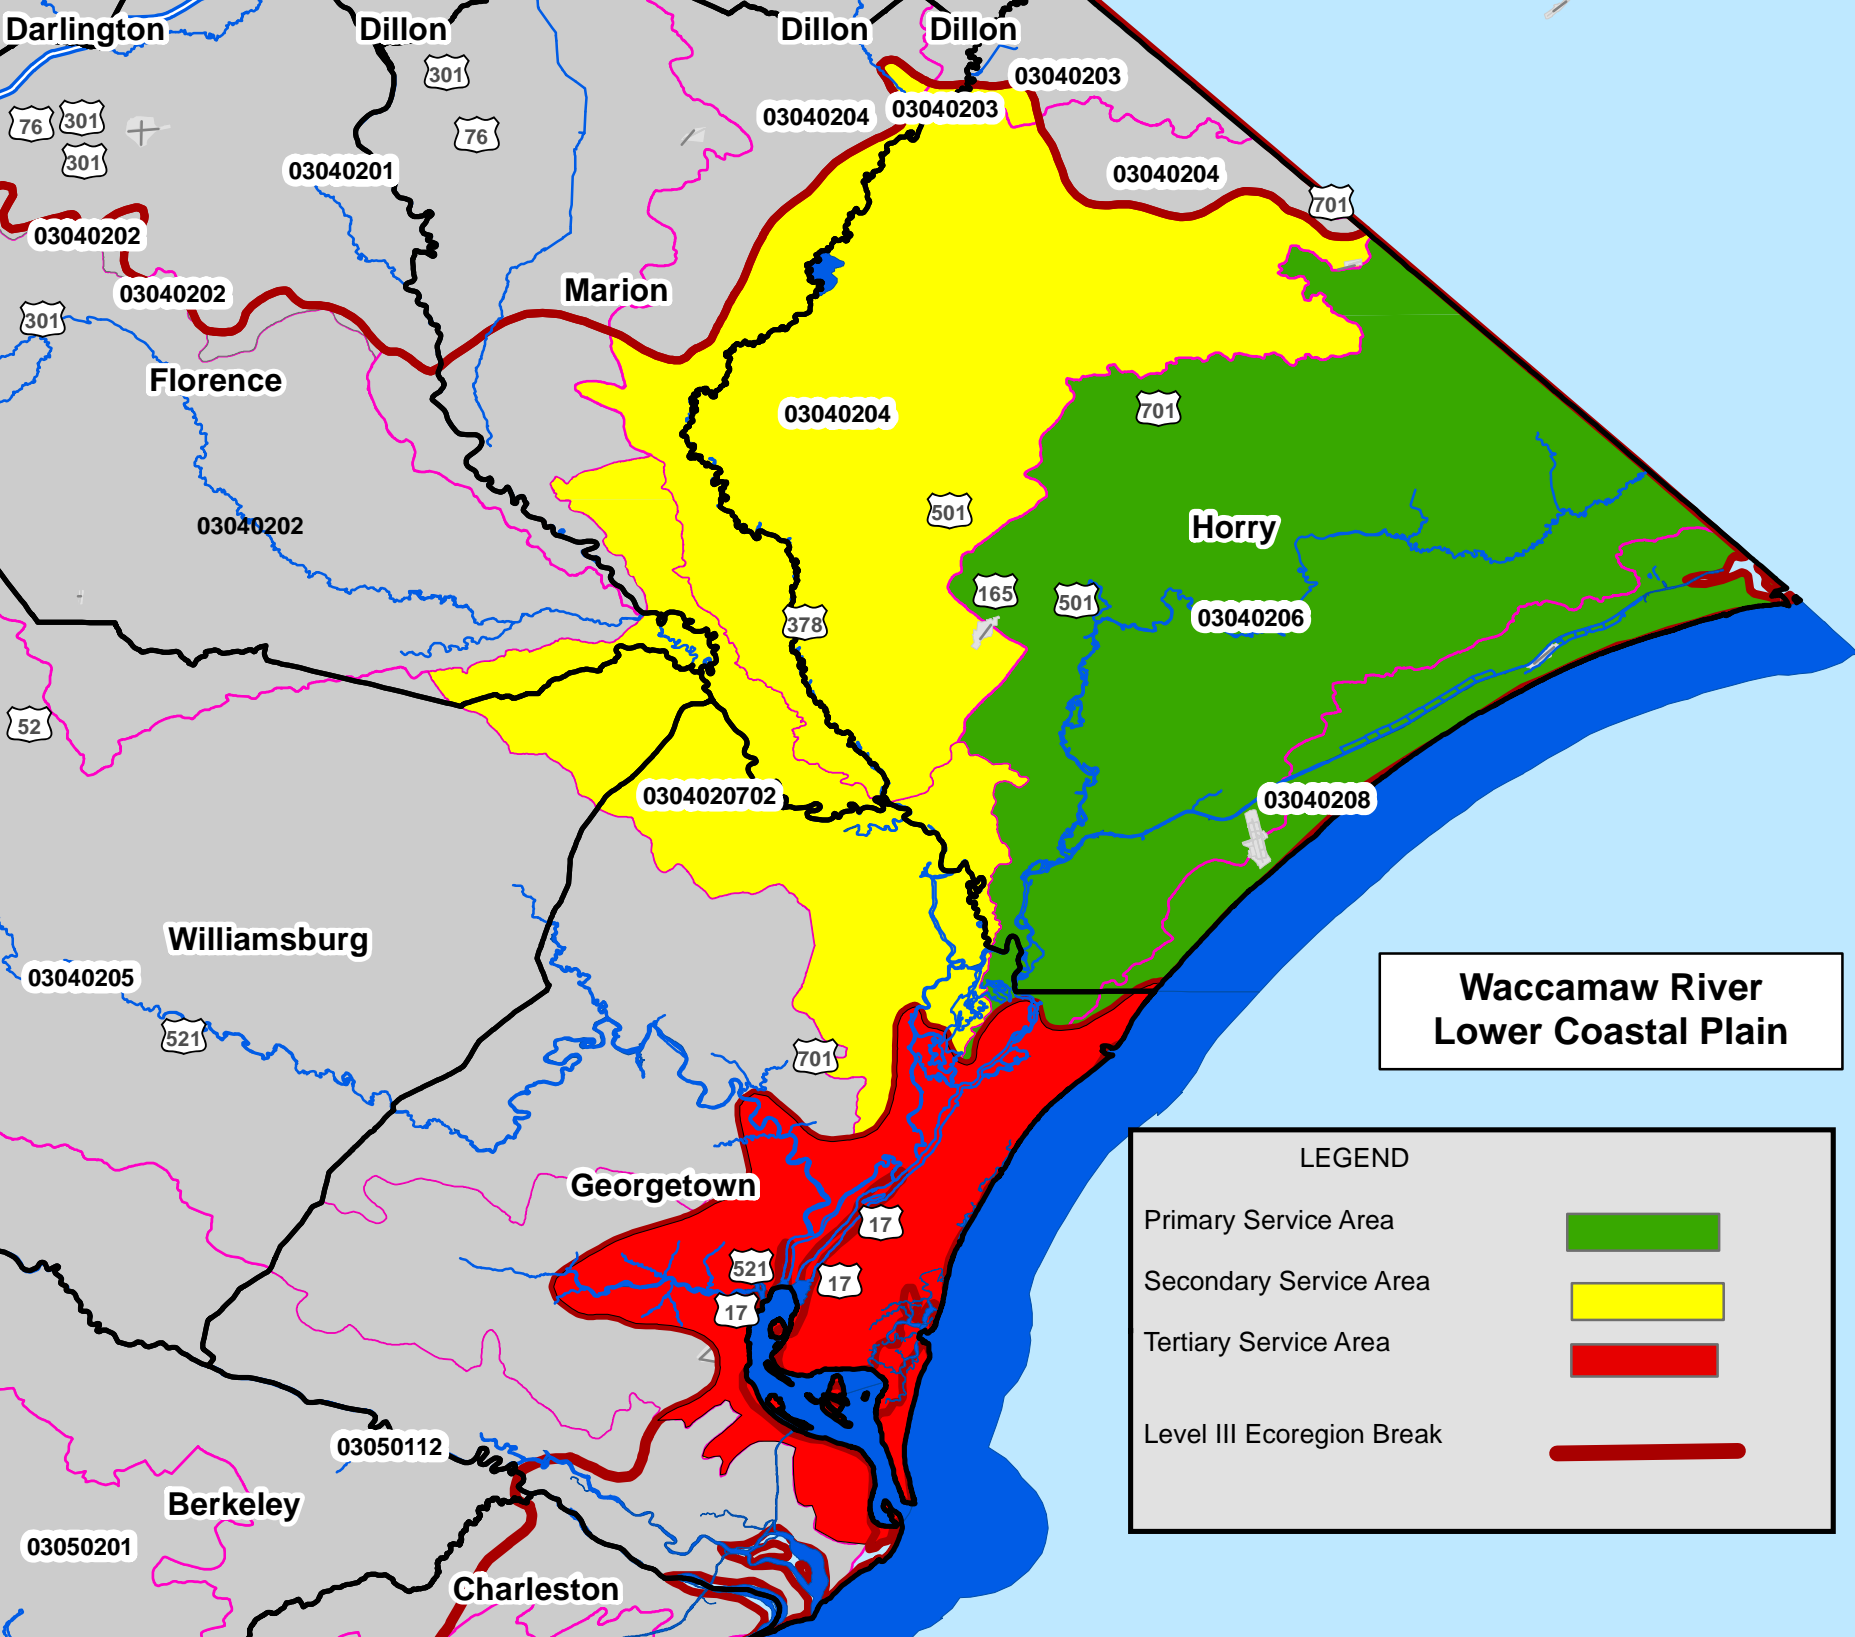 Darlington
Dillon
Dillon
Dillon
301
03040203
76
301
03040204
03040203
76
301
03040201
03040204
701
03040202
Marion
03040202
301
Florence
03040204
701
501
03040202
Horry
165
501
03040206
378
52
0304020702
03040208
Williamsburg
03040205
Waccamaw River
Lower Coastal Plain
521
701
LEGEND
Georgetown
Primary Service Area
17
521
17
Secondary Service Area
17
Tertiary Service Area
Level III Ecoregion Break
03050112
Berkeley
03050201
Charleston